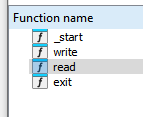 Function name
f _start
f write
f read
f exit